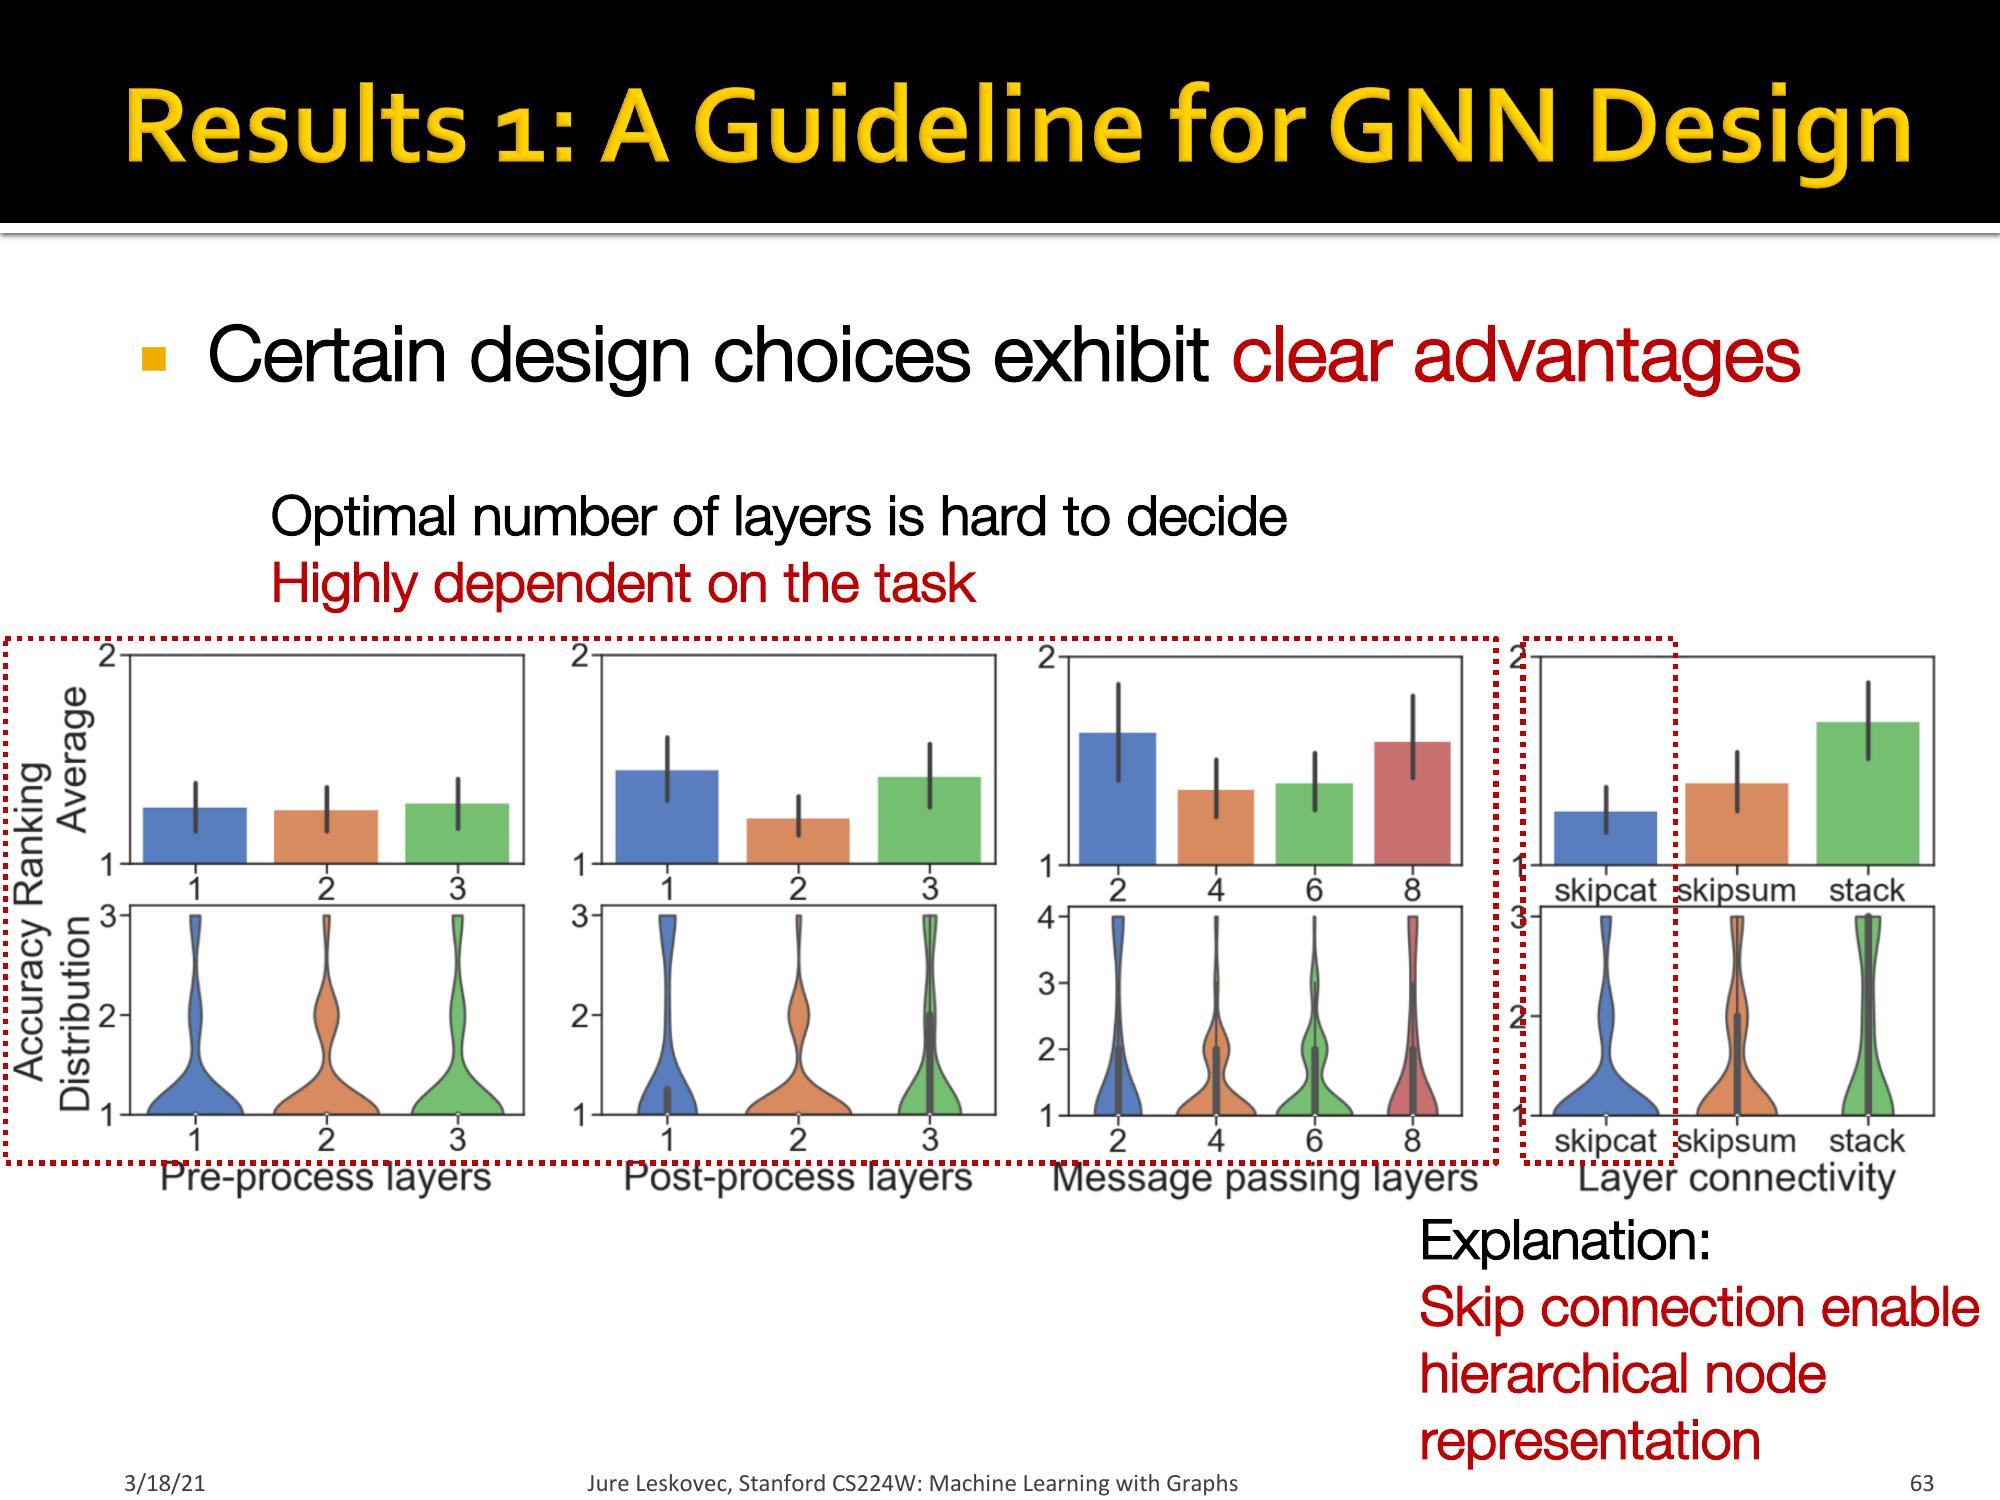 Results 1: A Guideline for GNN Design
Certain design choices exhibit clear advantages
Optimal number of layers is hard to decide
Highly dependent on the task
Accuracy Ranking
Average
2
1
1 2 3
2
1
1 2 3
2
1
2 4 6 8
2
1
skipcat skipsum stack
Distribution
3
2
1
1 2 3
Pre-process layers
3
2
1
1 2 3
Post-process layers
4
3
2
1
2 4 6 8
Message passing layers
3
2
1
skipcat skipsum stack
Layer connectivity
Explanation:
Skip connection enable
hierarchical node
representation
3/18/21
Jure Leskovec, Stanford CS224W: Machine Learning with Graphs
63